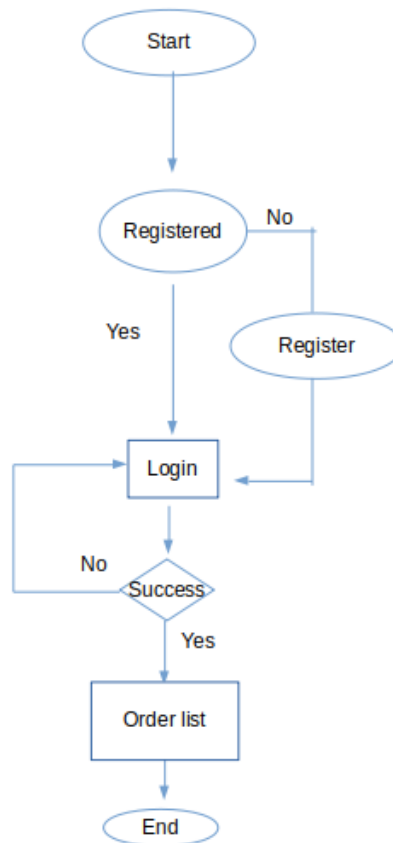 Start
Registered
No
Yes
Register
Login
No
Success
Yes
Order list
End